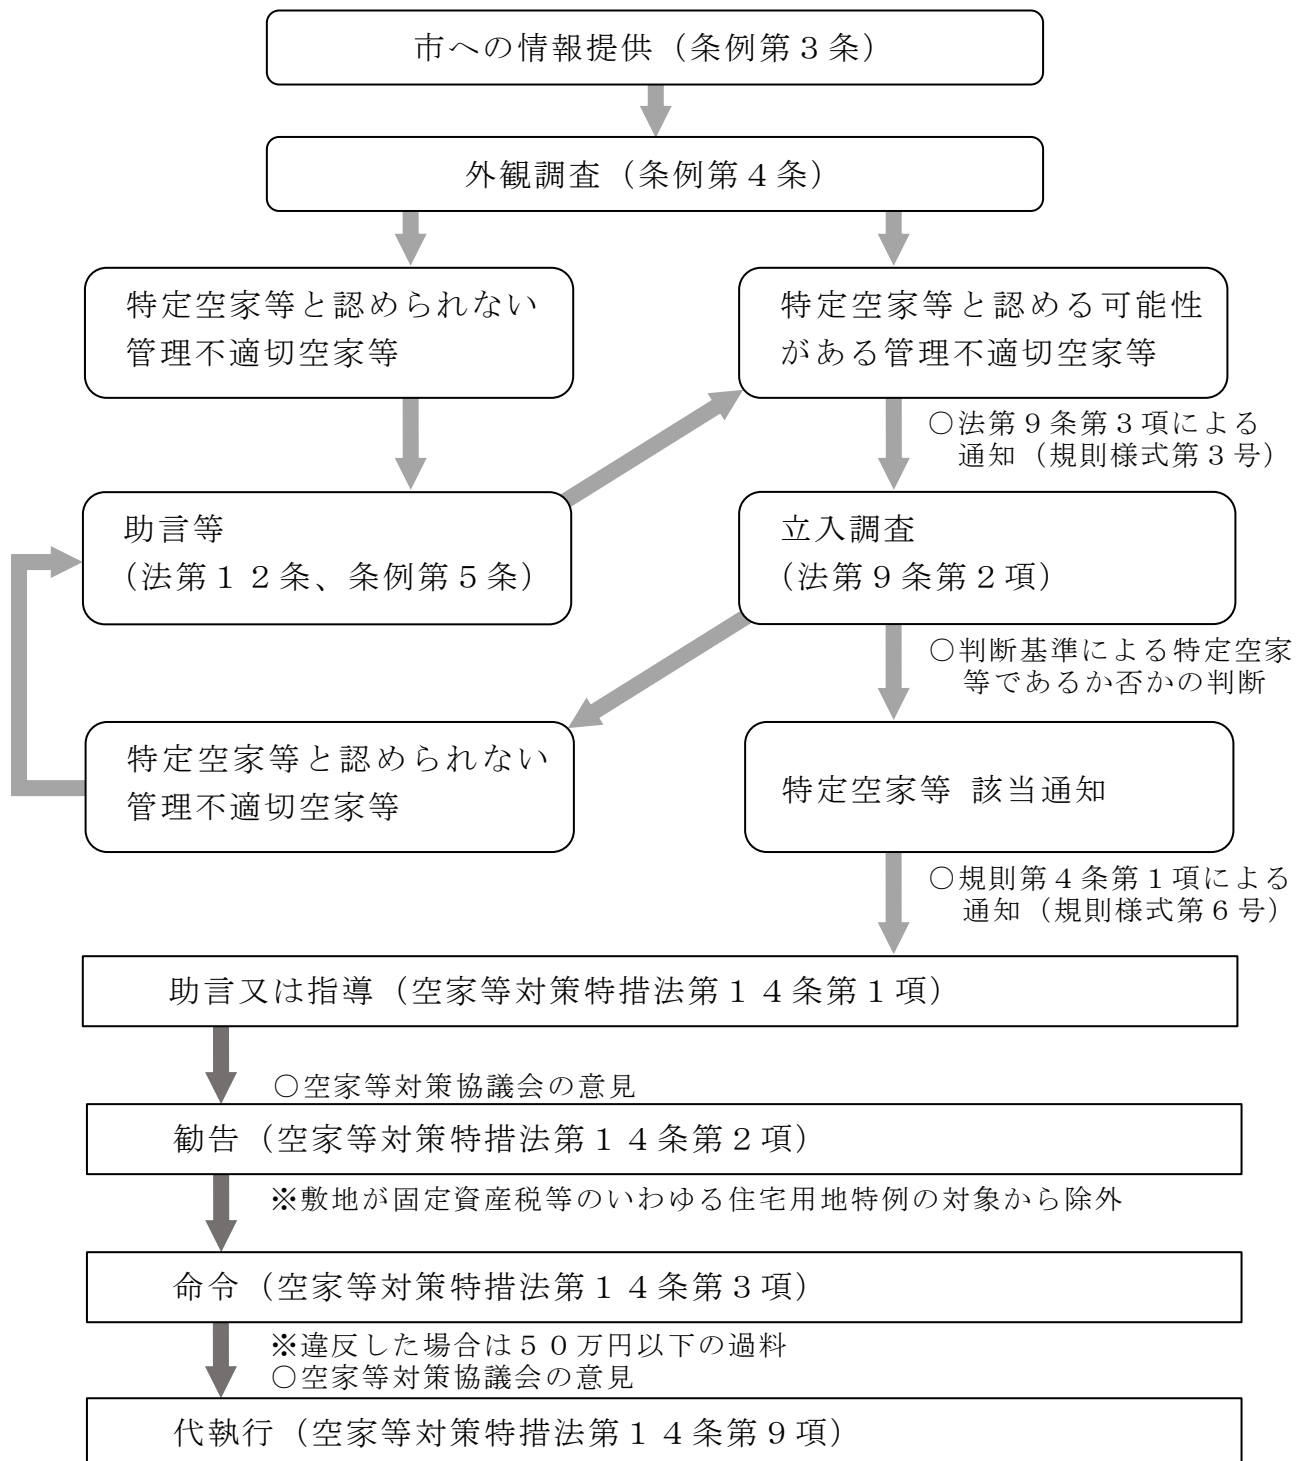 市への情報提供（条例第３条）
外観調査（条例第４条）
特定空家等と認められない
管理不適切空家等
特定空家等と認める可能性
がある管理不適切空家等
○法第９条第３項による
通知（規則様式第３号）
助言等
（法第１２条、条例第５条）
立入調査
（法第９条第２項）
○判断基準による特定空家
等であるか否かの判断
特定空家等と認められない
管理不適切空家等
特定空家等 該当通知
○規則第４条第１項による
通知（規則様式第６号）
助言又は指導（空家等対策特措法第１４条第１項）
○空家等対策協議会の意見
勧告（空家等対策特措法第１４条第２項）
※敷地が固定資産税等のいわゆる住宅用地特例の対象から除外
命令（空家等対策特措法第１４条第３項）
※違反した場合は５０万円以下の過料
○空家等対策協議会の意見
代執行（空家等対策特措法第１４条第９項）